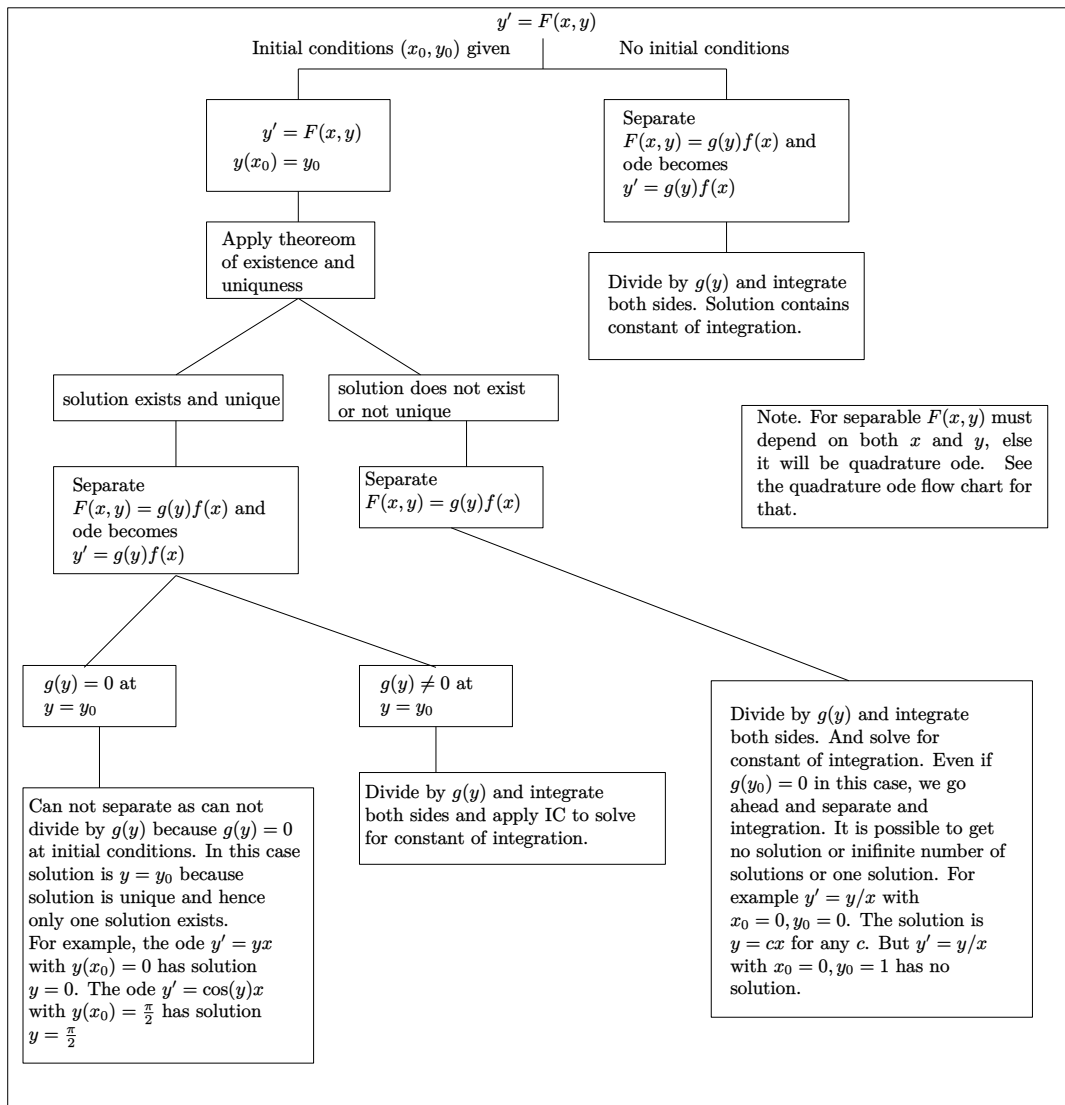 y′ = F(x, y)
Initial conditions (x₀, y₀) given
No initial conditions
y′ = F(x, y)
y(x₀) = y₀
Separate
F(x, y) = g(y)f(x) and
ode becomes
y′ = g(y)f(x)
Apply theoreom
of existence and
uniquness
Divide by g(y) and integrate
both sides. Solution contains
constant of integration.
solution exists and unique
solution does not exist
or not unique
Note. For separable F(x, y) must
depend on both x and y, else
it will be quadrature ode. See
the quadrature ode flow chart for
that.
Separate
F(x, y) = g(y)f(x) and
ode becomes
y′ = g(y)f(x)
Separate
F(x, y) = g(y)f(x)
g(y) = 0 at
y = y₀
g(y) ≠ 0 at
y = y₀
Can not separate as can not
divide by g(y) because g(y) = 0
at initial conditions. In this case
solution is y = y₀ because
solution is unique and hence
only one solution exists.
For example, the ode y′ = yx
with y(x₀) = 0 has solution
y = 0. The ode y′ = cos(y)x
with y(x₀) = π/2 has solution
y = π/2
Divide by g(y) and integrate
both sides and apply IC to solve
for constant of integration.
Divide by g(y) and integrate
both sides. And solve for
constant of integration. Even if
g(y₀) = 0 in this case, we go
ahead and separate and
integration. It is possible to get
no solution or inifinite number of
solutions or one solution. For
example y′ = y/x with
x₀ = 0, y₀ = 0. The solution is
y = cx for any c. But y′ = y/x
with x₀ = 0, y₀ = 1 has no
solution.